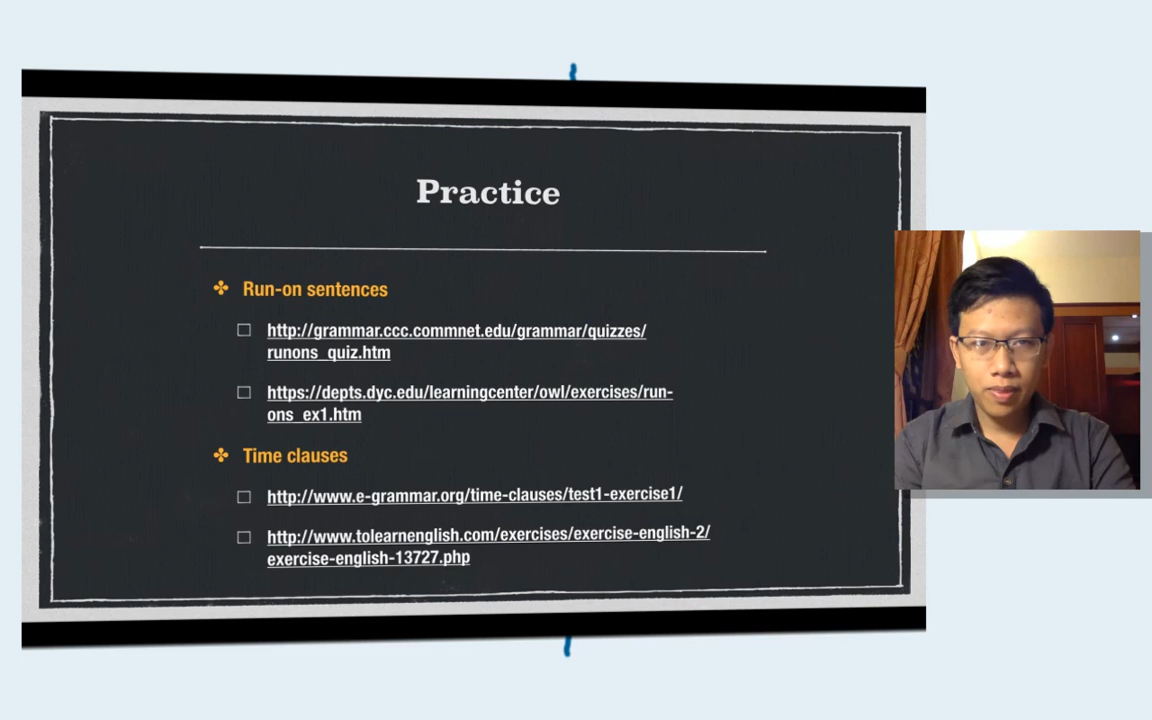 Practice
Run-on sentences
http://grammar.ccc.commnet.edu/grammar/quizzes/
runons_quiz.htm
https://depts.dyc.edu/learningcenter/owl/exercises/run-
ons_ex1.htm
Time clauses
http://www.e-grammar.org/time-clauses/test1-exercise1/
http://www.tolearnenglish.com/exercises/exercise-english-2/
exercise-english-13727.php